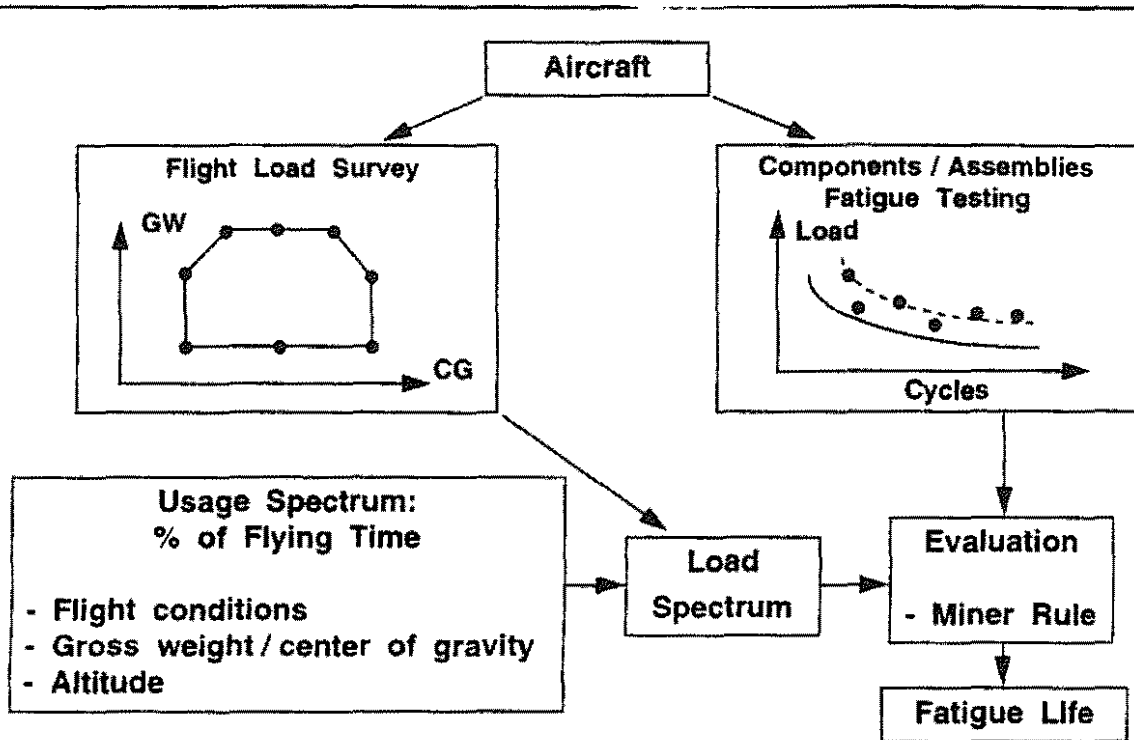 Aircraft
Flight Load Survey
GW
CG
Components / Assemblies
Fatigue Testing
Load
Cycles
Usage Spectrum:
% of Flying Time
- Flight conditions
- Gross weight / center of gravity
- Altitude
Load
Spectrum
Evaluation
- Miner Rule
Fatigue Life